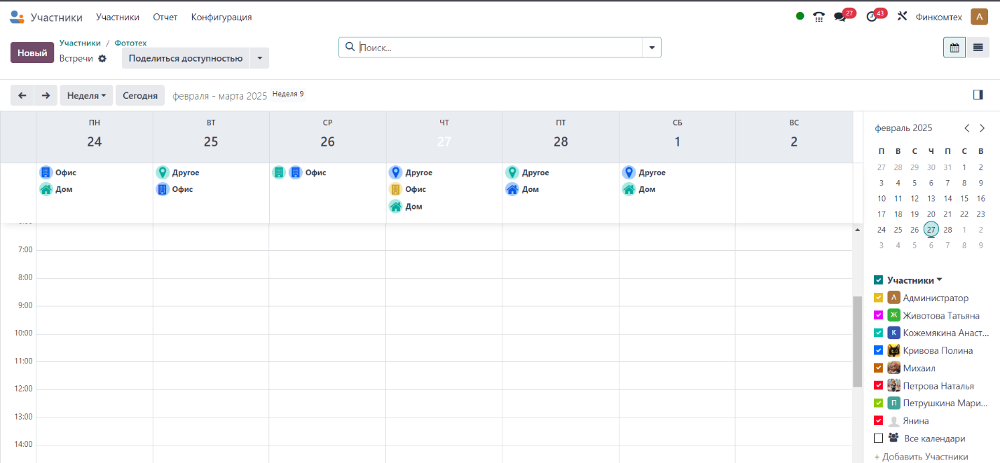 Участники Участники Отчет Конфигурация 27 43 Финкомтех А
Новый Участники / Фототех
Встречи Поделиться доступностью
Поиск...
← → Неделя Сегодня февраля - марта 2025 Неделя 9
ПН ВТ СР ЧТ ПТ СБ ВС
24 25 26 27 28 1 2
Офис Другое Офис Другое Другое Другое
Дом Офис Офис Дом Дом
Дом
7:00
8:00
9:00
10:00
11:00
12:00
13:00
14:00
февраль 2025
П В С Ч П С В
27 28 29 30 31 1 2
3 4 5 6 7 8 9
10 11 12 13 14 15 16
17 18 19 20 21 22 23
24 25 26 27 28 1 2
3 4 5 6 7 8 9
Участники
А Администратор
Ж Животова Татьяна
К Кожемякина Анаст...
Кривова Полина
Михаил
Петрова Наталья
П Петрушкина Мари...
Янина
Все календари
+ Добавить Участники